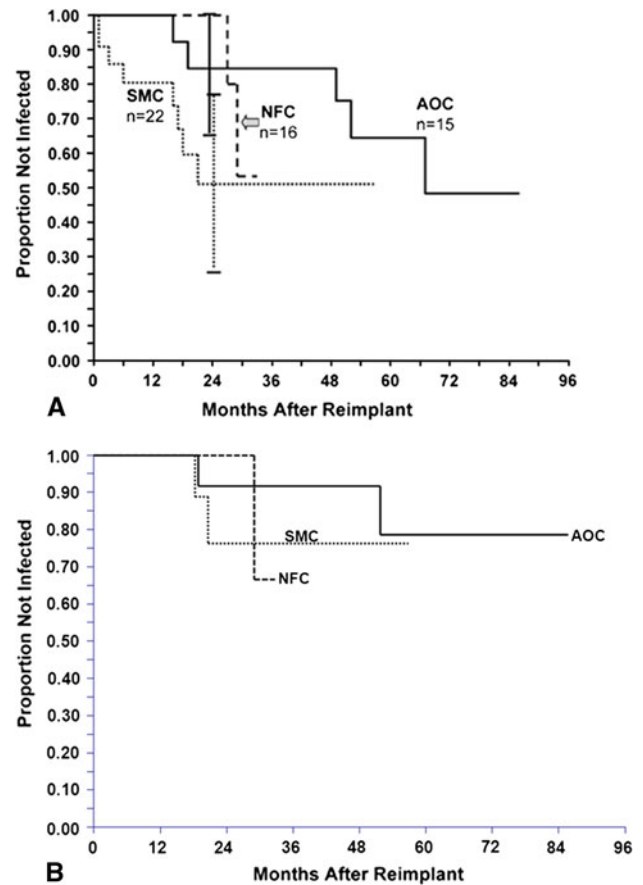 Proportion Not Infected
1.00
0.90
0.80
0.70
0.60
0.50
0.40
0.30
0.20
0.10
0.00
SMC
n=22
NFC
n=16
AOC
n=15
0 12 24 36 48 60 72 84 96
Months After Reimplant
A
Proportion Not Infected
1.00
0.90
0.80
0.70
0.60
0.50
0.40
0.30
0.20
0.10
0.00
SMC
AOC
NFC
0 12 24 36 48 60 72 84 96
Months After Reimplant
B